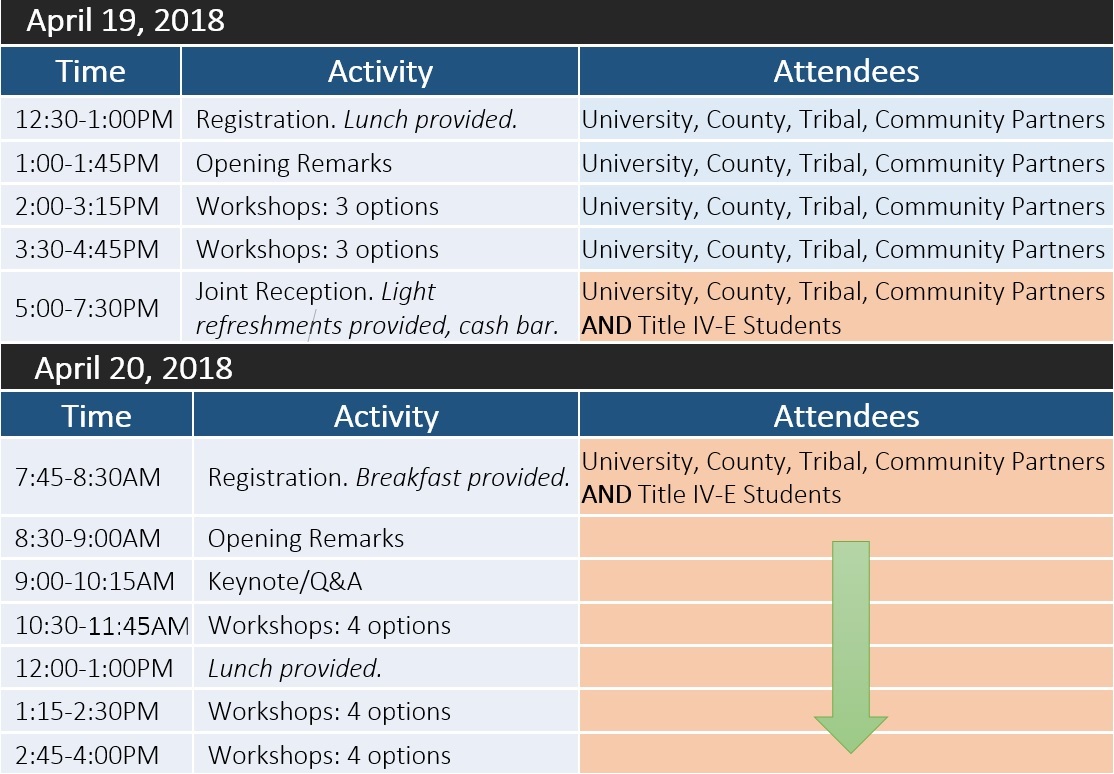 April 19, 2018
Time Activity Attendees
12:30-1:00PM Registration. Lunch provided. University, County, Tribal, Community Partners
1:00-1:45PM Opening Remarks University, County, Tribal, Community Partners
2:00-3:15PM Workshops: 3 options University, County, Tribal, Community Partners
3:30-4:45PM Workshops: 3 options University, County, Tribal, Community Partners
5:00-7:30PM
Joint Reception. Light
refreshments provided, cash bar.
University, County, Tribal, Community Partners
AND Title IV-E Students
April 20, 2018
Time Activity Attendees
7:45-8:30AM Registration. Breakfast provided.
University, County, Tribal, Community Partners
AND Title IV-E Students
8:30-9:00AM Opening Remarks
9:00-10:15AM Keynote/Q&A
10:30-11:45AM Workshops: 4 options
12:00-1:00PM Lunch provided.
1:15-2:30PM Workshops: 4 options
2:45-4:00PM Workshops: 4 options